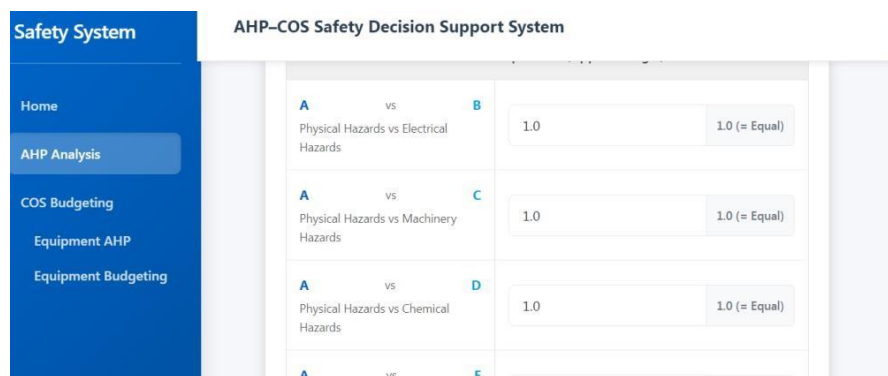 Safety System
AHP–COS Safety Decision Support System
Home
AHP Analysis
COS Budgeting
Equipment AHP
Equipment Budgeting
A vs B
Physical Hazards vs Electrical
Hazards
1.0 1.0 (= Equal)
A vs C
Physical Hazards vs Machinery
Hazards
1.0 1.0 (= Equal)
A vs D
Physical Hazards vs Chemical
Hazards
1.0 1.0 (= Equal)
A vs